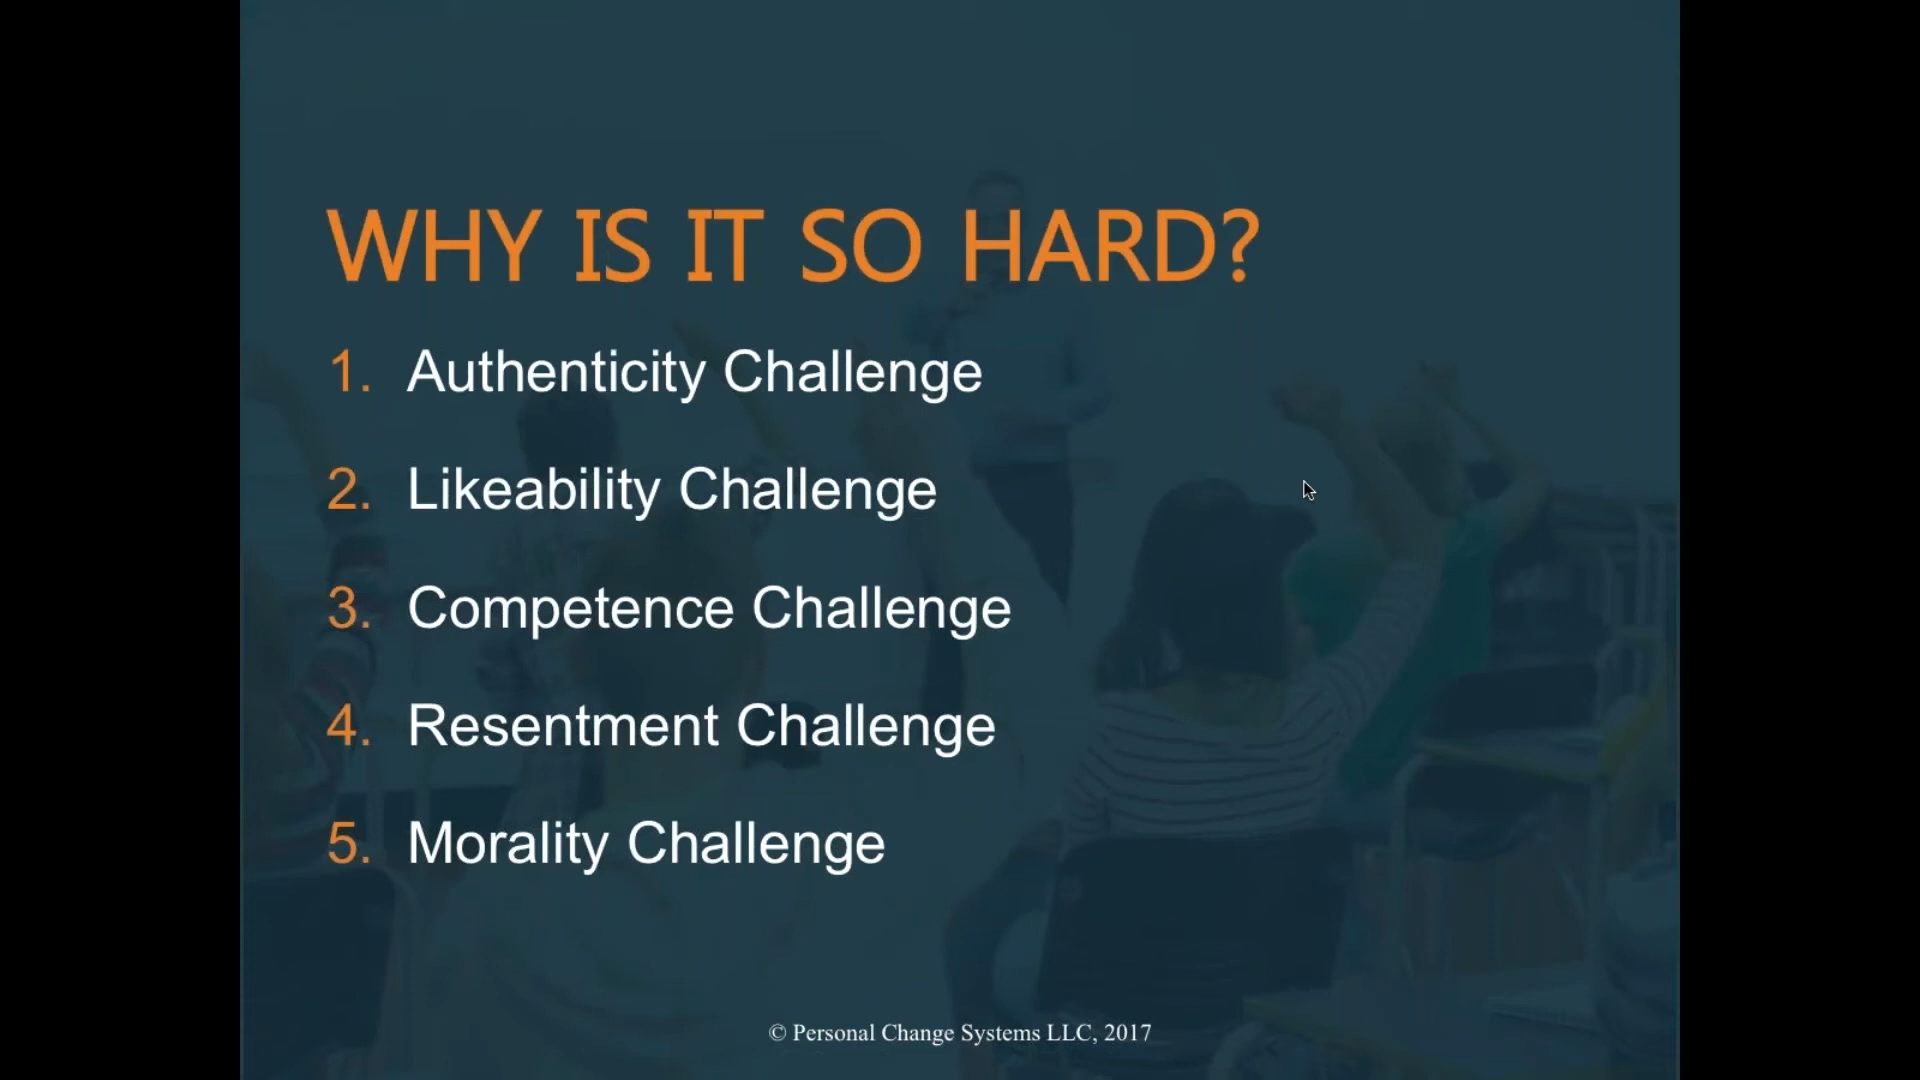 WHY IS IT SO HARD?
1. Authenticity Challenge
2. Likeability Challenge
3. Competence Challenge
4. Resentment Challenge
5. Morality Challenge
© Personal Change Systems LLC, 2017